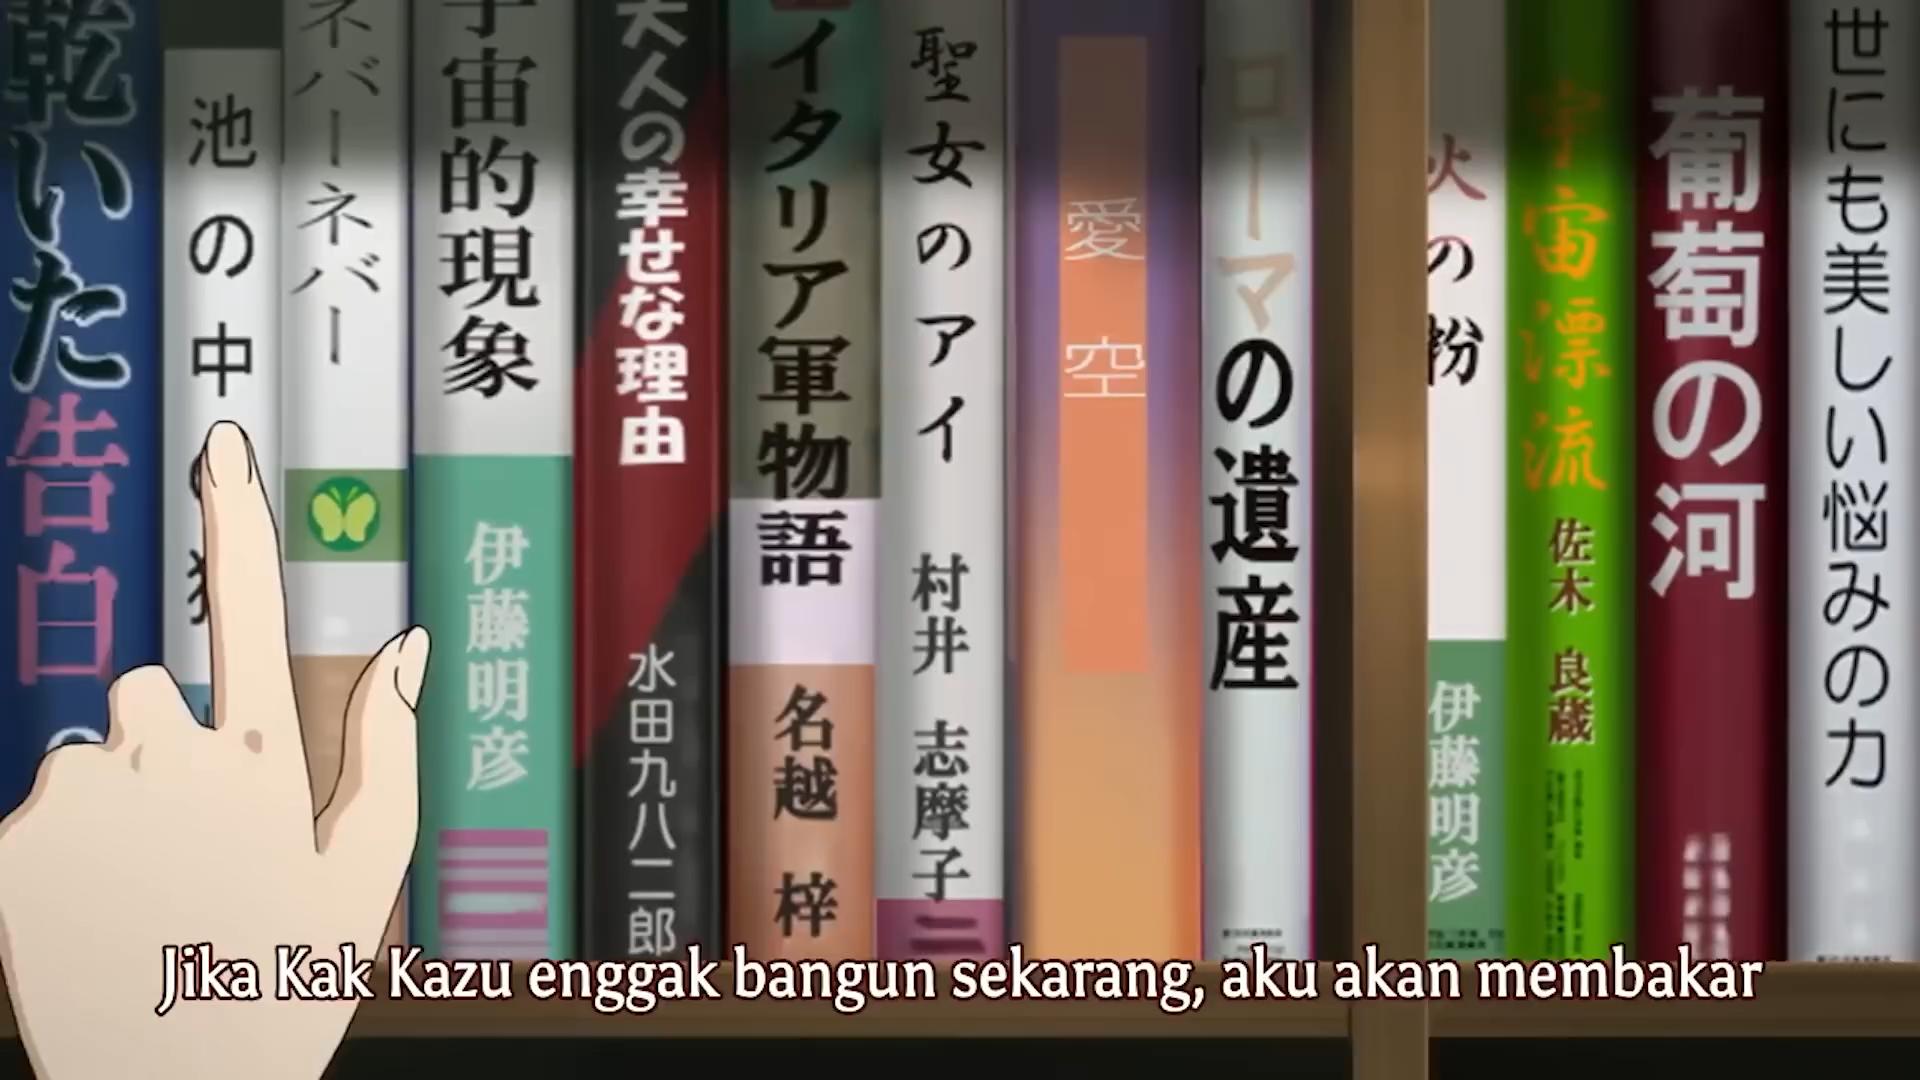 乾いた告白
池の中
ネバーネバー
宇宙的現象
伊藤明彦
大人の幸せな理由
水田九八二郎
イタリア軍物語
名越 梓
聖女のアイ
村井 志摩子
愛空
ローマの遺産
火の粉
伊藤明彦
宇宙漂流
佐木 良蔵
葡萄の河
世にも美しい悩みの力
Jika Kak Kazu enggak bangun sekarang, aku akan membakar